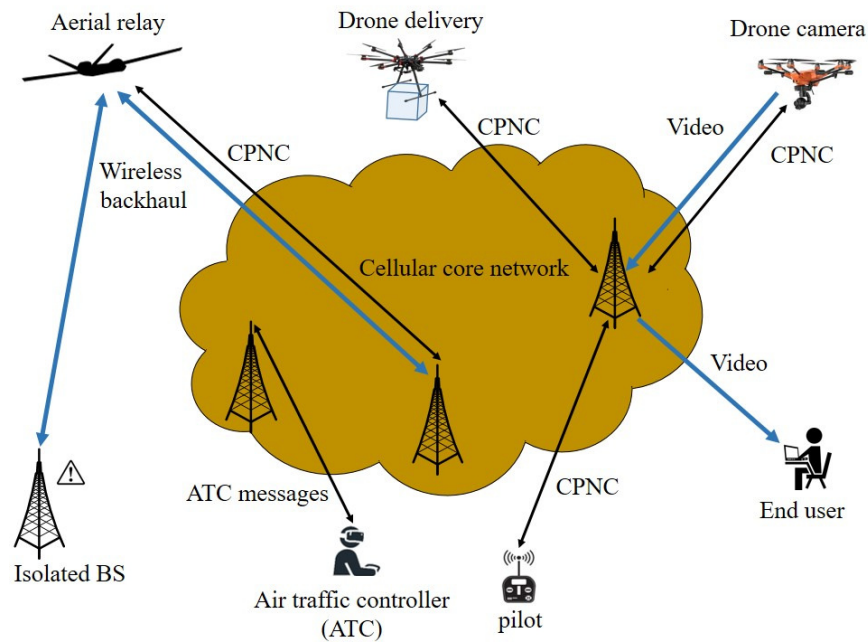 Aerial relay
Drone delivery
Drone camera
CPNC
CPNC
Video
CPNC
Wireless
backhaul
Cellular core network
Video
ATC messages
CPNC
End user
Isolated BS
Air traffic controller
(ATC)
pilot